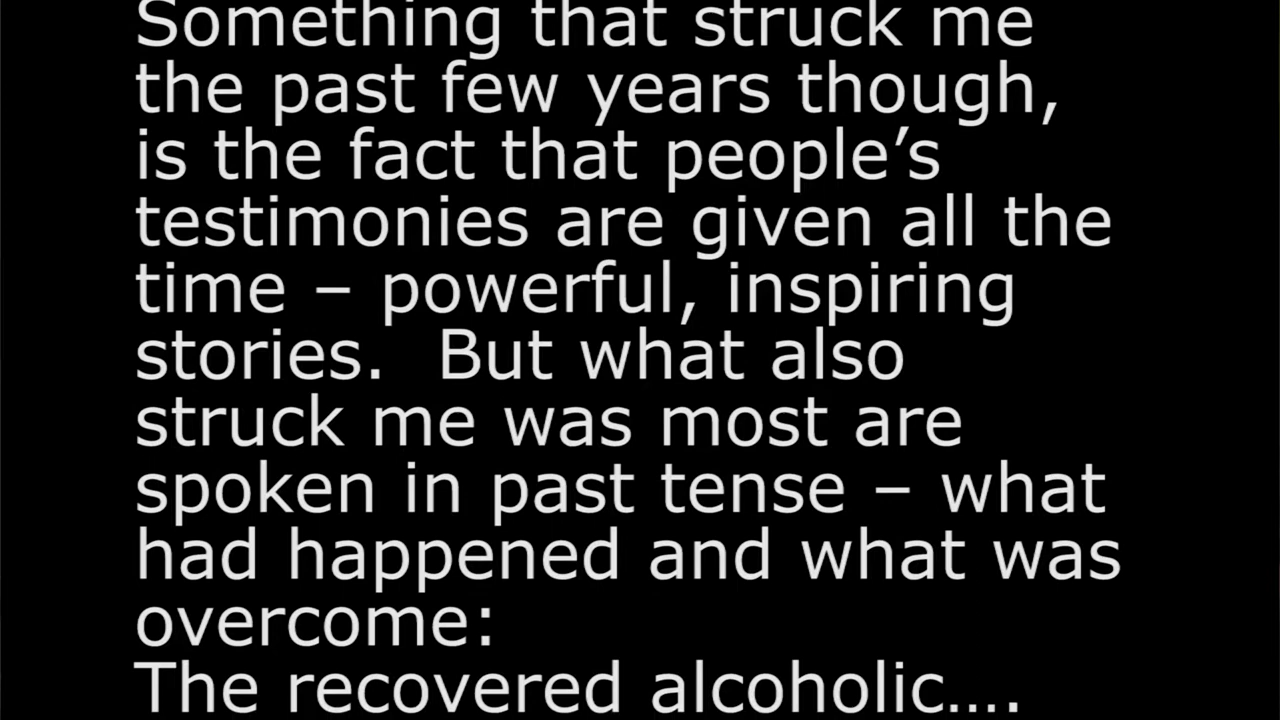 Something that struck me
the past few years though,
is the fact that people’s
testimonies are given all the
time – powerful, inspiring
stories.  But what also
struck me was most are
spoken in past tense – what
had happened and what was
overcome:
The recovered alcoholic….